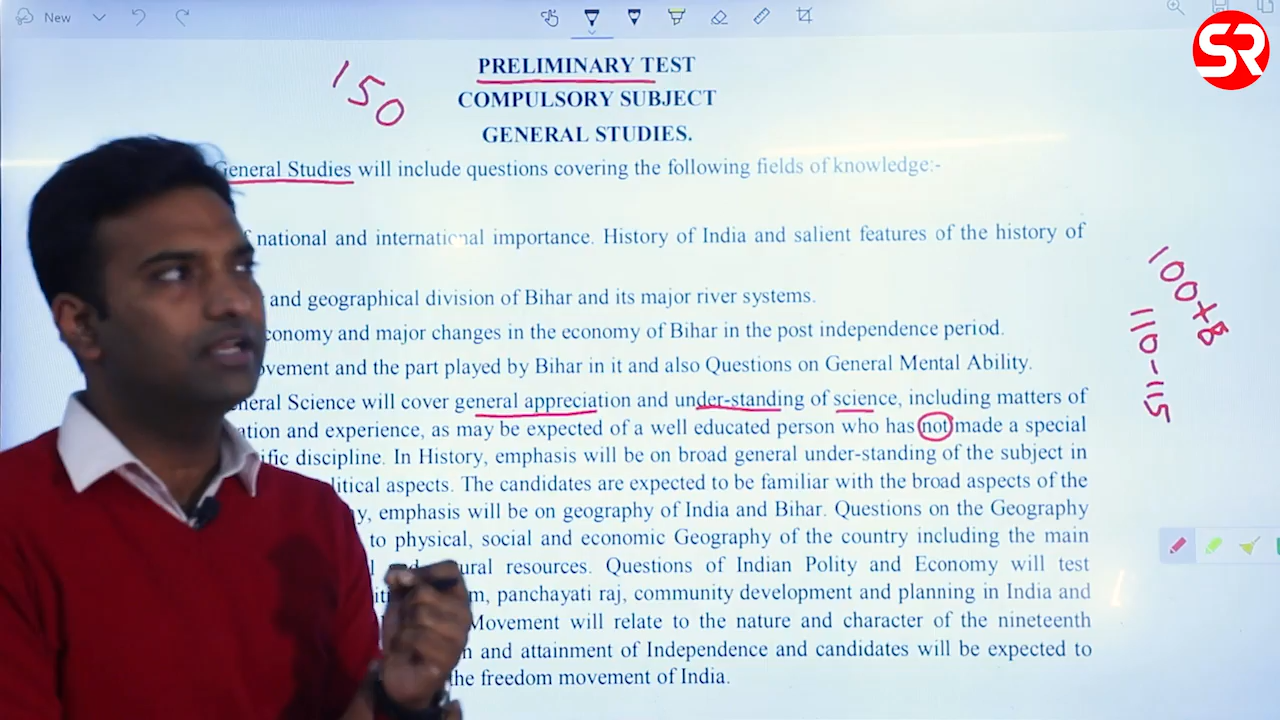 New
SR
150
PRELIMINARY TEST
COMPULSORY SUBJECT
GENERAL STUDIES.
General Studies will include questions covering the following fields of knowledge:-
national and international importance. History of India and salient features of the history of
and geographical division of Bihar and its major river systems.
conomy and major changes in the economy of Bihar in the post independence period.
ovement and the part played by Bihar in it and also Questions on General Mental Ability.
neral Science will cover general appreciation and under-standing of science, including matters of
ation and experience, as may be expected of a well educated person who has not made a special
ific discipline. In History, emphasis will be on broad general under-standing of the subject in
litical aspects. The candidates are expected to be familiar with the broad aspects of the
y, emphasis will be on geography of India and Bihar. Questions on the Geography
to physical, social and economic Geography of the country including the main
ural resources. Questions of Indian Polity and Economy will test
m, panchayati raj, community development and planning in India and
Movement will relate to the nature and character of the nineteenth
n and attainment of Independence and candidates will be expected to
the freedom movement of India.
100+8
110-115